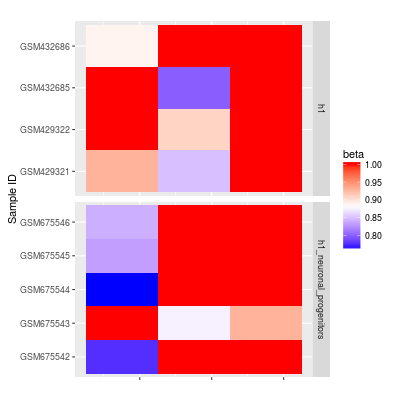 GSM432686
GSM432685
GSM429322
GSM429321
h1
GSM675546
GSM675545
GSM675544
GSM675543
GSM675542
h1_neuronal_progenitors
Sample ID
beta
1.00
0.95
0.90
0.85
0.80